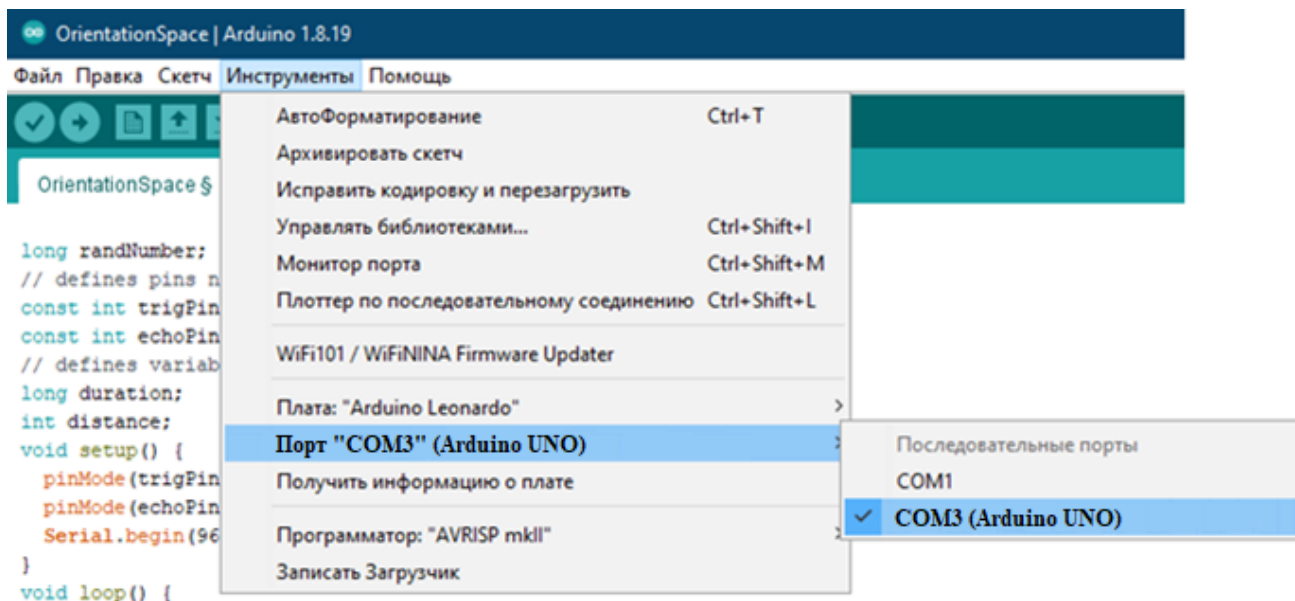 OrientationSpace | Arduino 1.8.19
Файл Правка Скетч Инструменты Помощь
АвтоФорматирование Ctrl+T
Архивировать скетч
OrientationSpace §
Исправить кодировку и перезагрузить
Управлять библиотеками... Ctrl+Shift+I
Монитор порта Ctrl+Shift+M
Плоттер по последовательному соединению Ctrl+Shift+L
WiFi101 / WiFiNINA Firmware Updater
Плата: "Arduino Leonardo"
Порт "COM3" (Arduino UNO)
Получить информацию о плате
Программатор: "AVRISP mkII"
Записать Загрузчик
Последовательные порты
COM1
COM3 (Arduino UNO)
long randNumber;
// defines pins n
const int trigPin
const int echoPin
// defines variab
long duration;
int distance;
void setup() {
pinMode(trigPin
pinMode(echoPin
Serial.begin(96
}
void loop() {